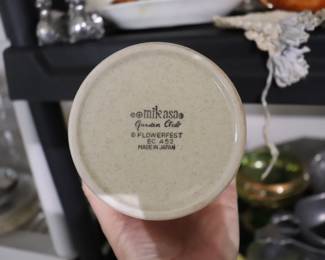 mikasa
Garden Club
© FLOWERFEST
EC 452
MADE IN JAPAN